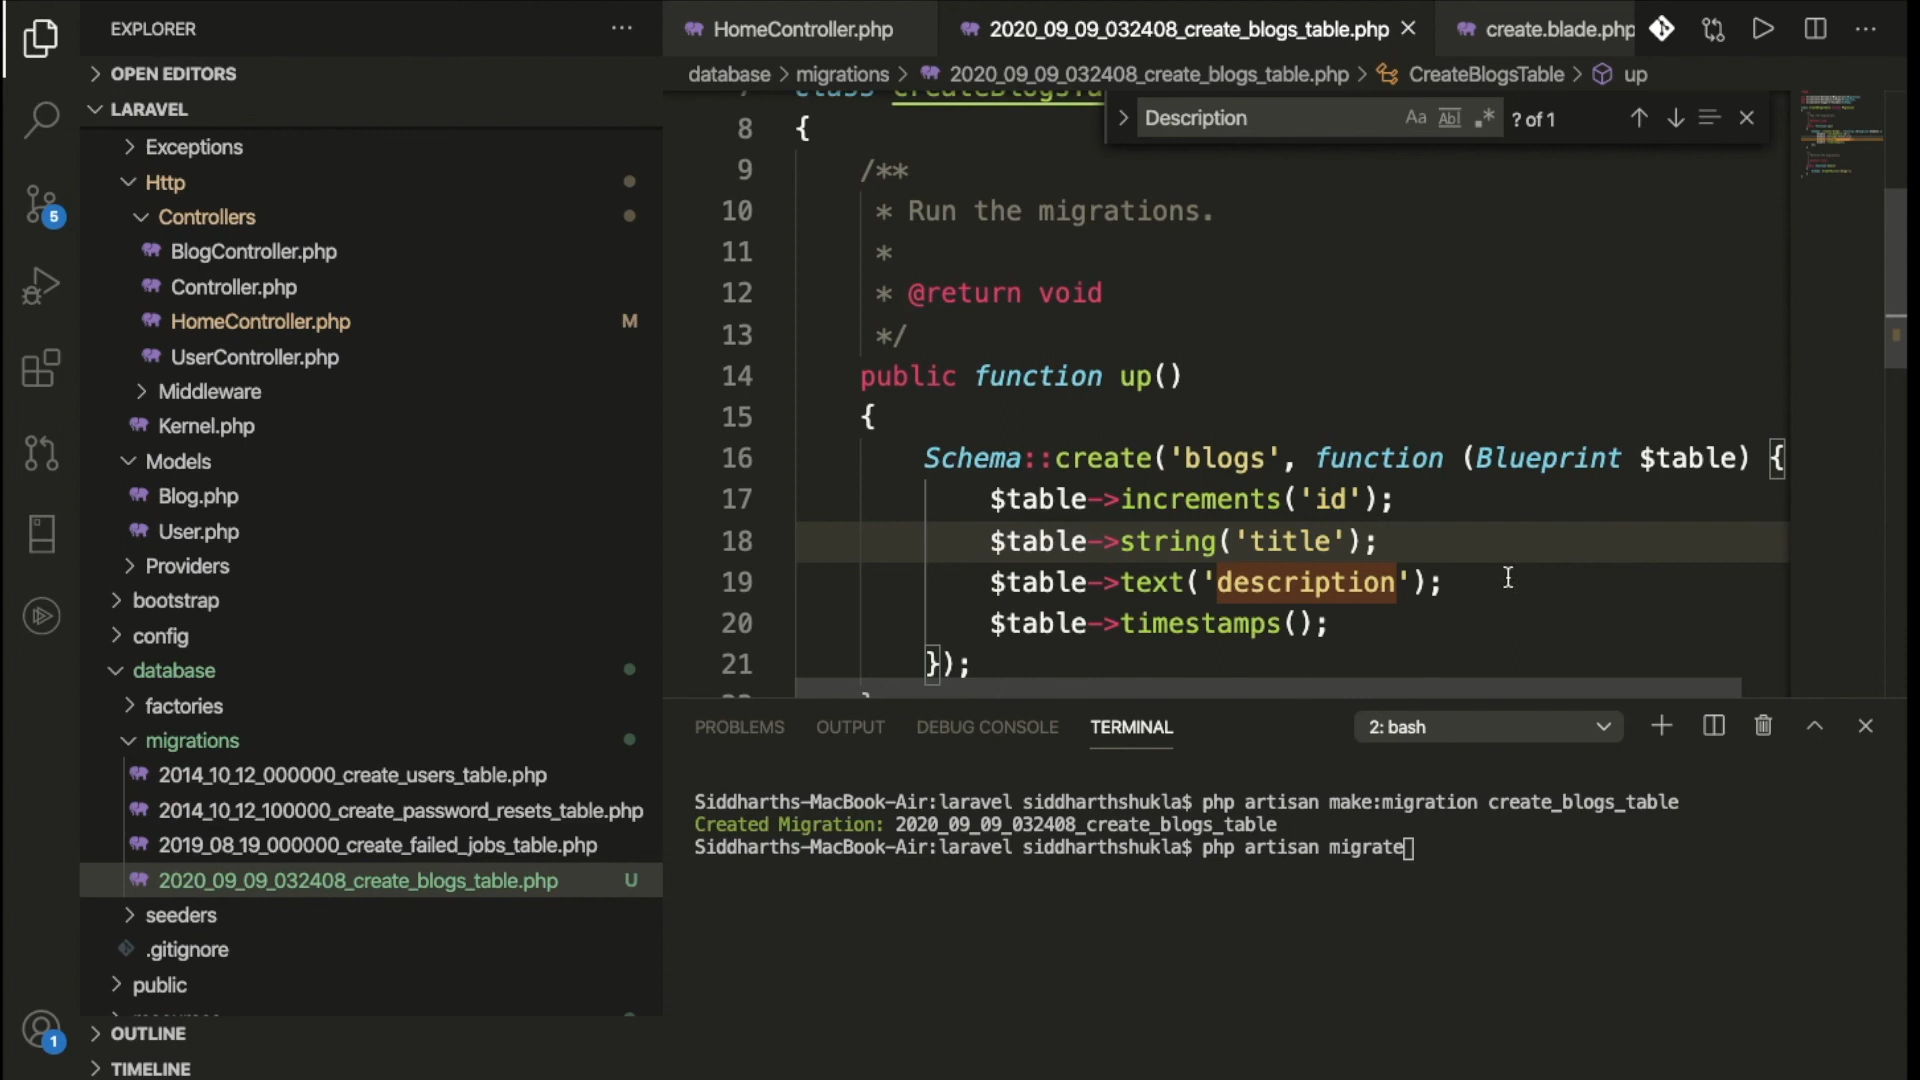 EXPLORER
OPEN EDITORS
LARAVEL
Exceptions
Http
Controllers
BlogController.php
Controller.php
HomeController.php M
UserController.php
Middleware
Kernel.php
Models
Blog.php
User.php
Providers
bootstrap
config
database
factories
migrations
2014_10_12_000000_create_users_table.php
2014_10_12_100000_create_password_resets_table.php
2019_08_19_000000_create_failed_jobs_table.php
2020_09_09_032408_create_blogs_table.php U
seeders
.gitignore
public
OUTLINE
TIMELINE
5
1
HomeController.php 2020_09_09_032408_create_blogs_table.php create.blade.php
database > migrations > 2020_09_09_032408_create_blogs_table.php > CreateBlogsTable > up
Description Aa Abl .* ? of 1
8 {
9 /**
10 * Run the migrations.
11 *
12 * @return void
13 */
14 public function up()
15 {
16 Schema::create('blogs', function (Blueprint $table) {
17 $table->increments('id');
18 $table->string('title');
19 $table->text('description');
20 $table->timestamps();
21 });
PROBLEMS OUTPUT DEBUG CONSOLE TERMINAL 2: bash
Siddharths-MacBook-Air:laravel siddharthshukla$ php artisan make:migration create_blogs_table
Created Migration: 2020_09_09_032408_create_blogs_table
Siddharths-MacBook-Air:laravel siddharthshukla$ php artisan migrate